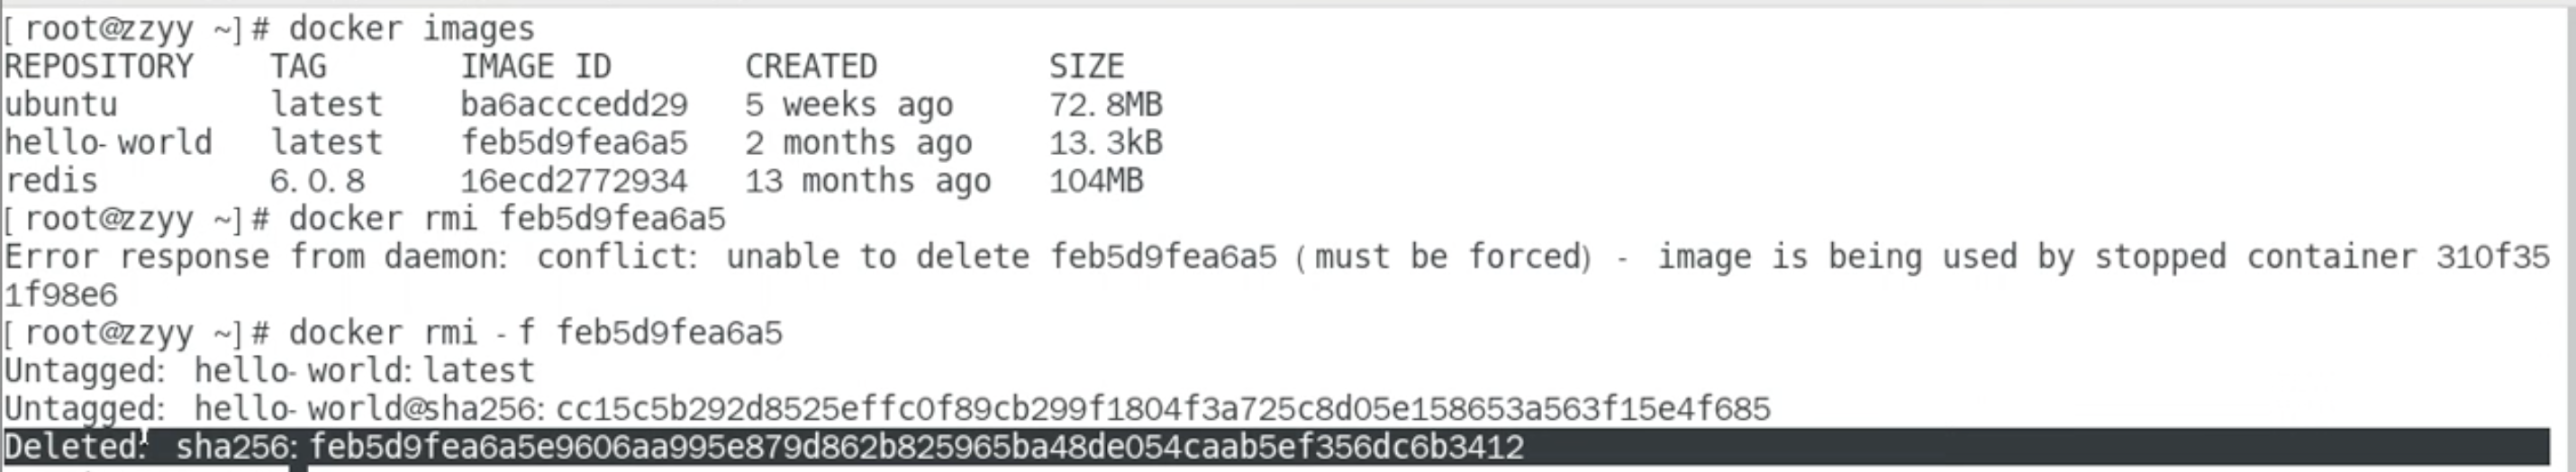 [root@zzyy ~]# docker images
REPOSITORY    TAG       IMAGE ID       CREATED         SIZE
ubuntu        latest    ba6acccedd29   5 weeks ago     72.8MB
hello-world   latest    feb5d9fea6a5   2 months ago    13.3kB
redis         6.0.8     16ecd2772934   13 months ago   104MB
[root@zzyy ~]# docker rmi feb5d9fea6a5
Error response from daemon: conflict: unable to delete feb5d9fea6a5 (must be forced) - image is being used by stopped container 310f35
1f98e6
[root@zzyy ~]# docker rmi -f feb5d9fea6a5
Untagged: hello-world:latest
Untagged: hello-world@sha256:cc15c5b292d8525effc0f89cb299f1804f3a725c8d05e158653a563f15e4f685
Deleted: sha256:feb5d9fea6a5e9606aa995e879d862b825965ba48de054caab5ef356dc6b3412